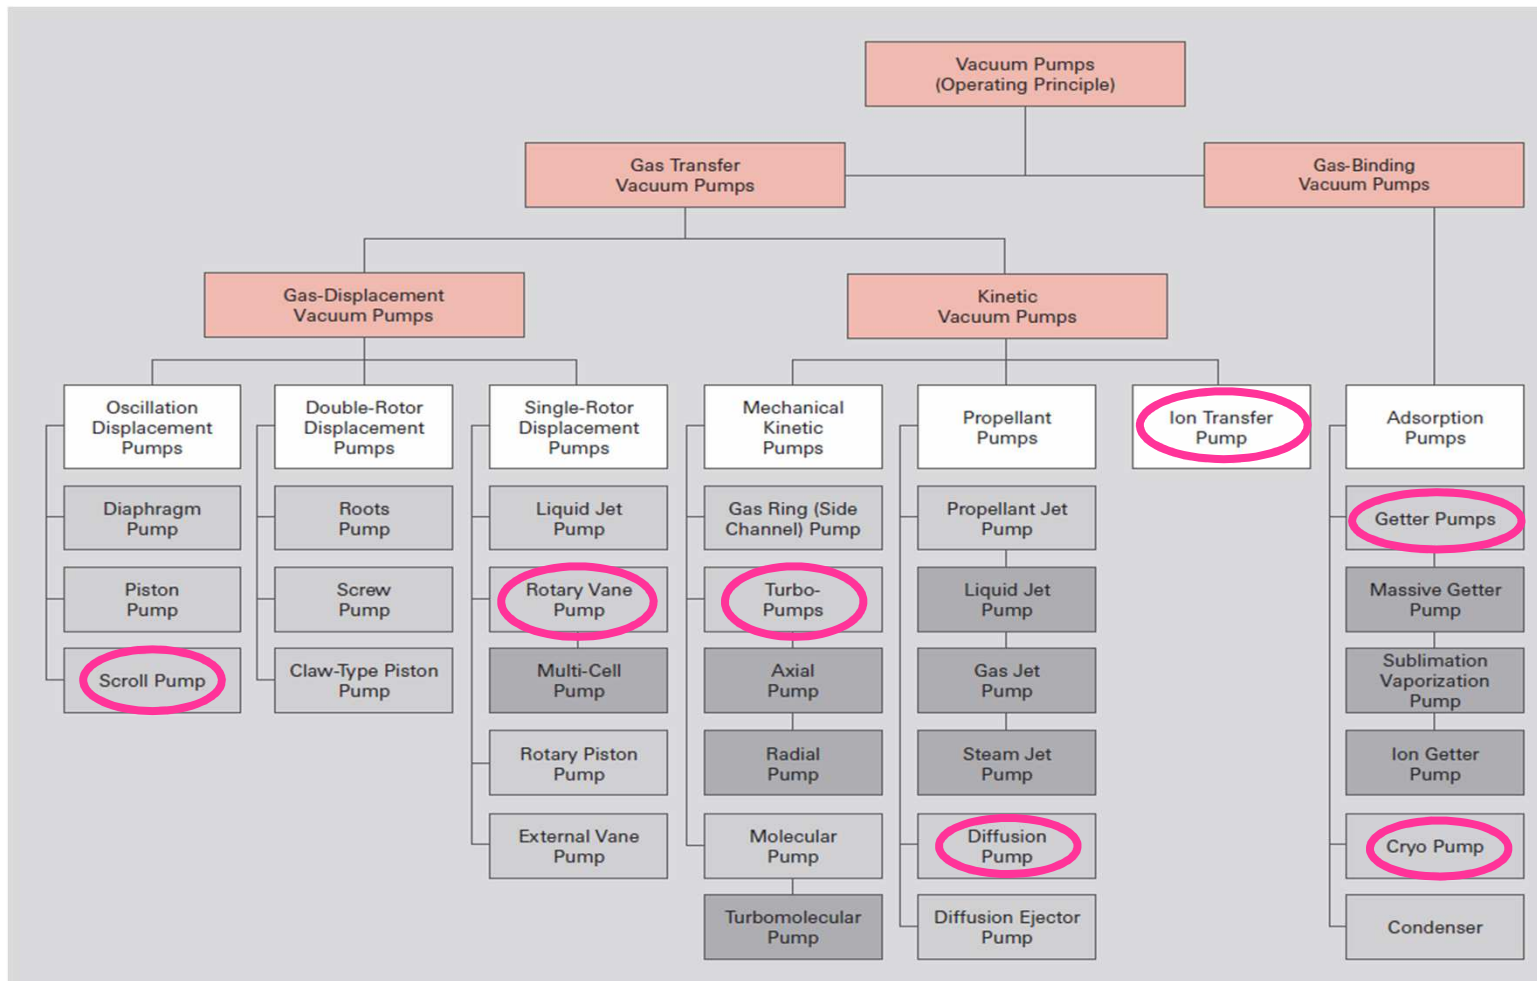 Vacuum Pumps
(Operating Principle)
Gas Transfer
Vacuum Pumps
Gas-Binding
Vacuum Pumps
Gas-Displacement
Vacuum Pumps
Kinetic
Vacuum Pumps
Oscillation
Displacement
Pumps
Diaphragm
Pump
Piston
Pump
Scroll Pump
Double-Rotor
Displacement
Pumps
Roots
Pump
Screw
Pump
Claw-Type Piston
Pump
Single-Rotor
Displacement
Pumps
Liquid Jet
Pump
Rotary Vane
Pump
Multi-Cell
Pump
Rotary Piston
Pump
External Vane
Pump
Mechanical
Kinetic
Pumps
Gas Ring (Side
Channel) Pump
Turbo-
Pumps
Axial
Pump
Radial
Pump
Molecular
Pump
Turbomolecular
Pump
Propellant
Pumps
Propellant Jet
Pump
Liquid Jet
Pump
Gas Jet
Pump
Steam Jet
Pump
Diffusion
Pump
Diffusion Ejector
Pump
Ion Transfer
Pump
Adsorption
Pumps
Getter Pumps
Massive Getter
Pump
Sublimation
Vaporization
Pump
Ion Getter
Pump
Cryo Pump
Condenser